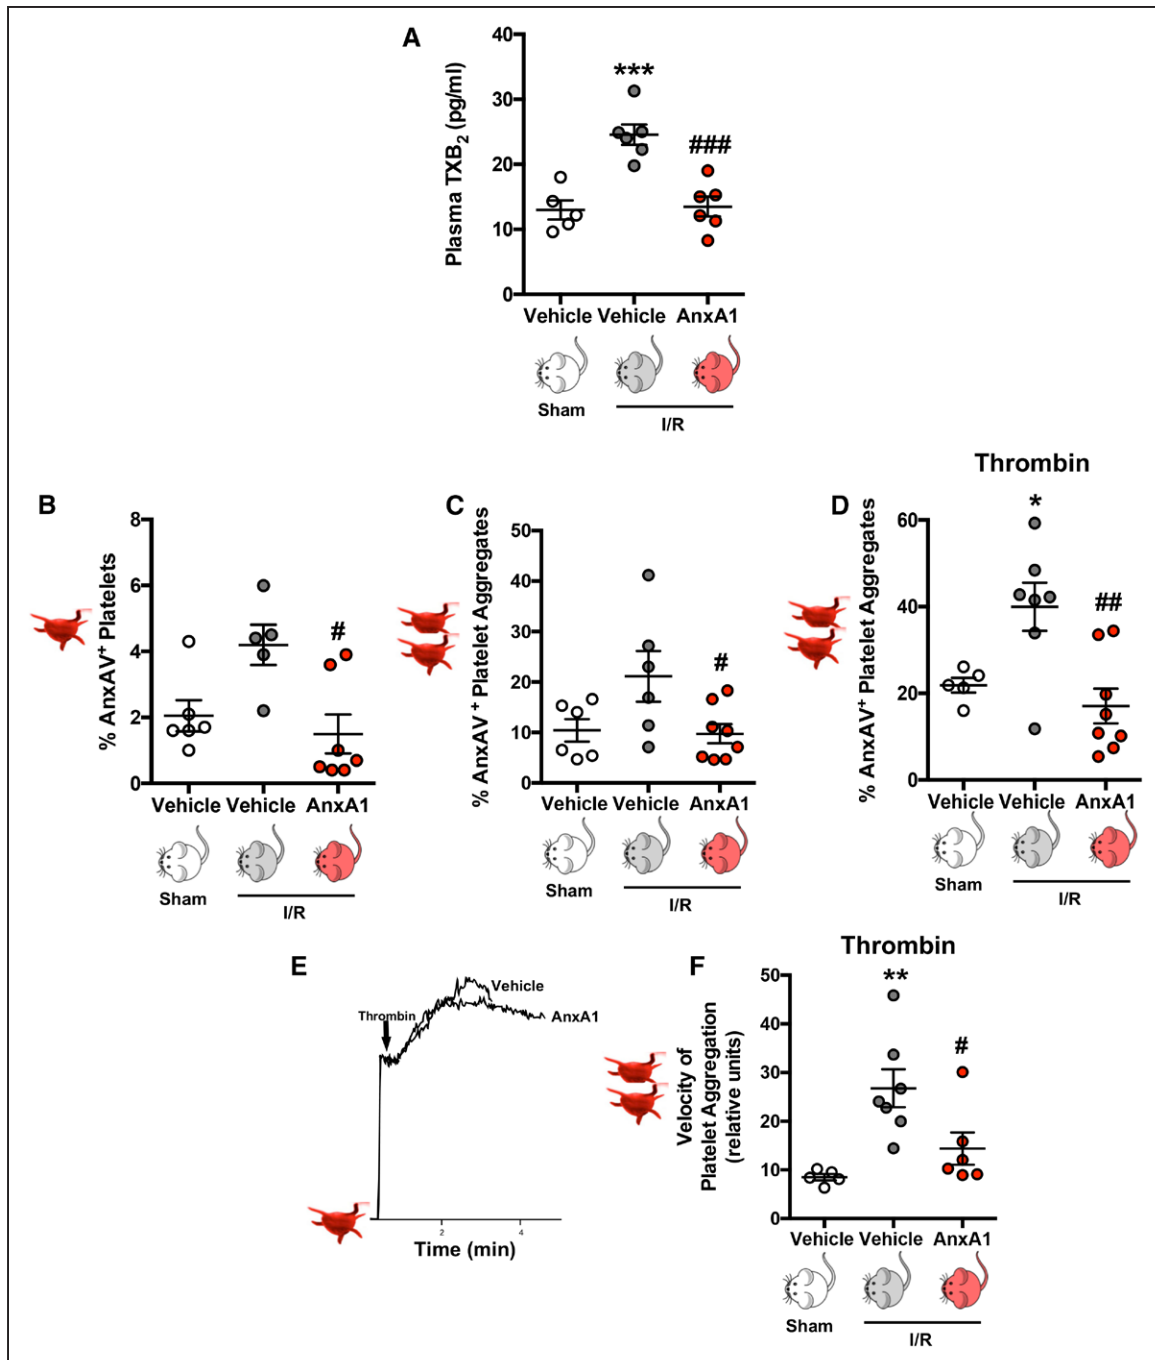 A
Plasma TXB2 (pg/ml)
40
30
20
10
0
***
###
Vehicle Vehicle AnxA1
Sham
I/R
B
% AnxAV+ Platelets
8
6
4
2
0
#
Vehicle Vehicle AnxA1
Sham
I/R
C
% AnxAV + Platelet Aggregates
50
40
30
20
10
0
#
Vehicle Vehicle AnxA1
Sham
I/R
Thrombin
D
% AnxAV+ Platelet Aggregates
60
40
20
0
*
##
Vehicle Vehicle AnxA1
Sham
I/R
E
Thrombin
Vehicle
AnxA1
2
4
Time (min)
Thrombin
F
Velocity of
Platelet Aggregation
(relative units)
50
40
30
20
10
0
**
#
Vehicle Vehicle AnxA1
Sham
I/R